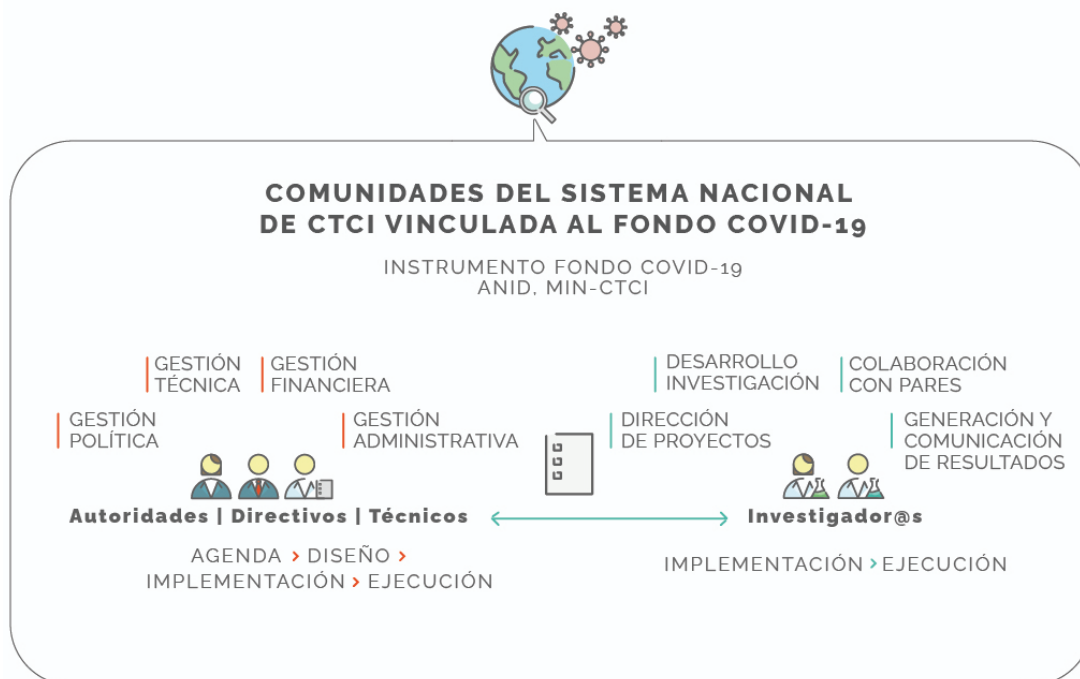 COMUNIDADES DEL SISTEMA NACIONAL
DE CTCI VINCULADA AL FONDO COVID-19
INSTRUMENTO FONDO COVID-19
ANID, MIN-CTCI
GESTIÓN
TÉCNICA
GESTIÓN
FINANCIERA
GESTIÓN
POLÍTICA
GESTIÓN
ADMINISTRATIVA
Autoridades | Directivos | Técnicos
AGENDA > DISEÑO >
IMPLEMENTACIÓN > EJECUCIÓN
DESARROLLO
INVESTIGACIÓN
COLABORACIÓN
CON PARES
DIRECCIÓN
DE PROYECTOS
GENERACIÓN Y
COMUNICACIÓN
DE RESULTADOS
Investigador@s
IMPLEMENTACIÓN > EJECUCIÓN